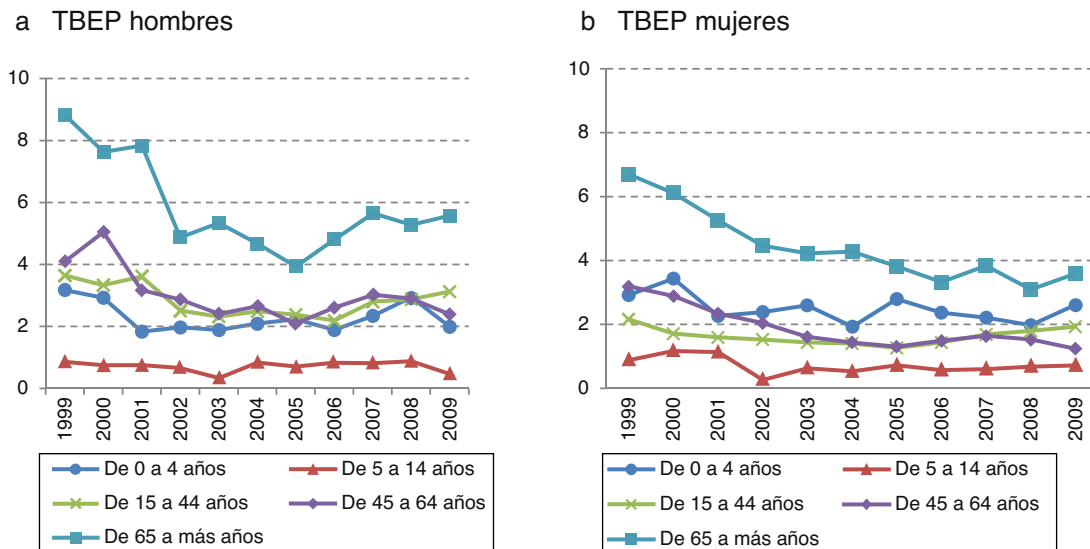 a TBEP hombres
10
8
6
4
2
0
1999 2000 2001 2002 2003 2004 2005 2006 2007 2008 2009
De 0 a 4 años De 5 a 14 años
De 15 a 44 años De 45 a 64 años
De 65 a más años
b TBEP mujeres
10
8
6
4
2
0
1999 2000 2001 2002 2003 2004 2005 2006 2007 2008 2009
De 0 a 4 años De 5 a 14 años
De 15 a 44 años De 45 a 64 años
De 65 a más años